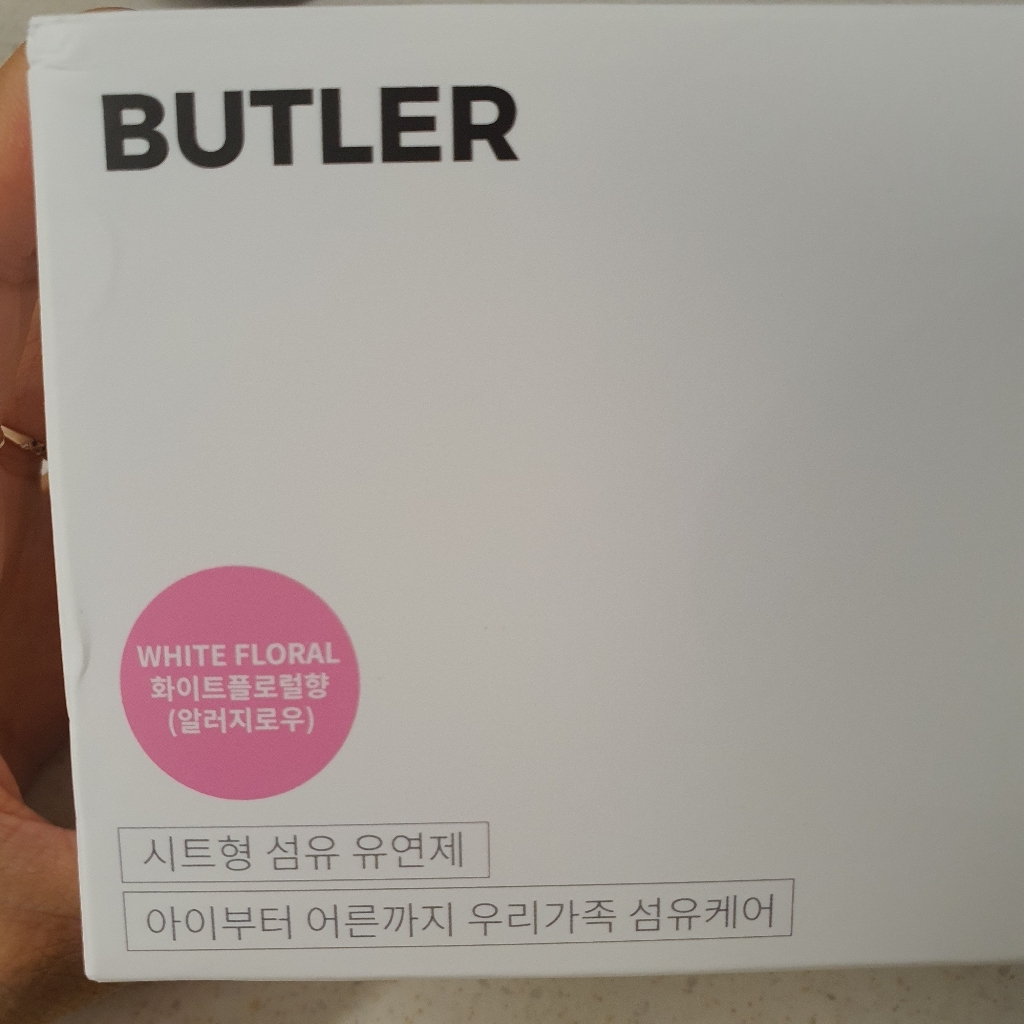 BUTLER
WHITE FLORAL
화이트플로럴향
(알러지로우)
시트형 섬유 유연제
아이부터 어른까지 우리가족 섬유케어